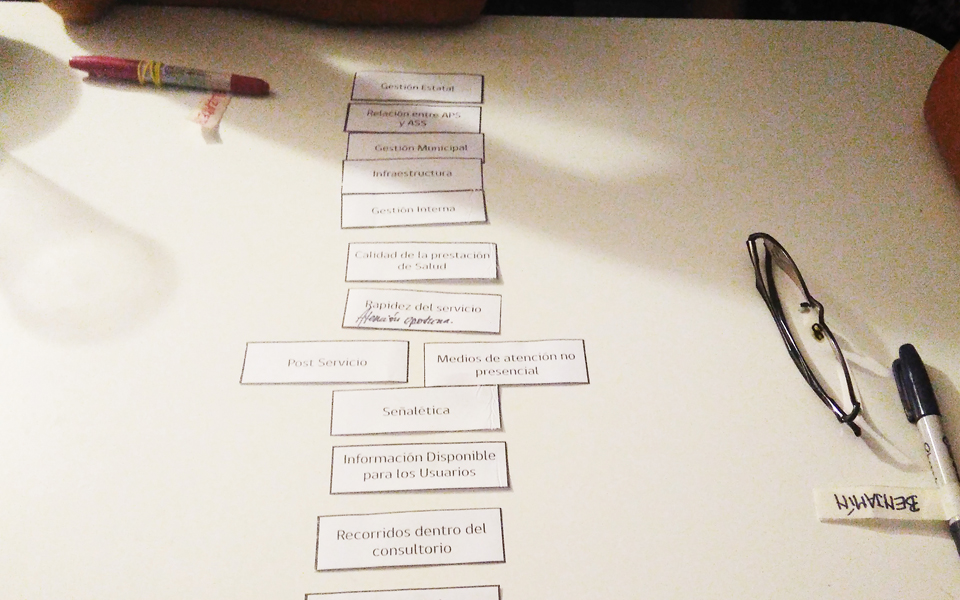 Gestión Estatal
Relación entre APS
y ASS
Gestión Municipal
Infraestructura
Gestión Interna
Calidad de la prestación
de Salud
Rapidez del servicio
Atención oportuna.
Post Servicio
Medios de atención no
presencial
Señalética
Información Disponible
para los Usuarios
Recorridos dentro del
consultorio
BENJAMÍN